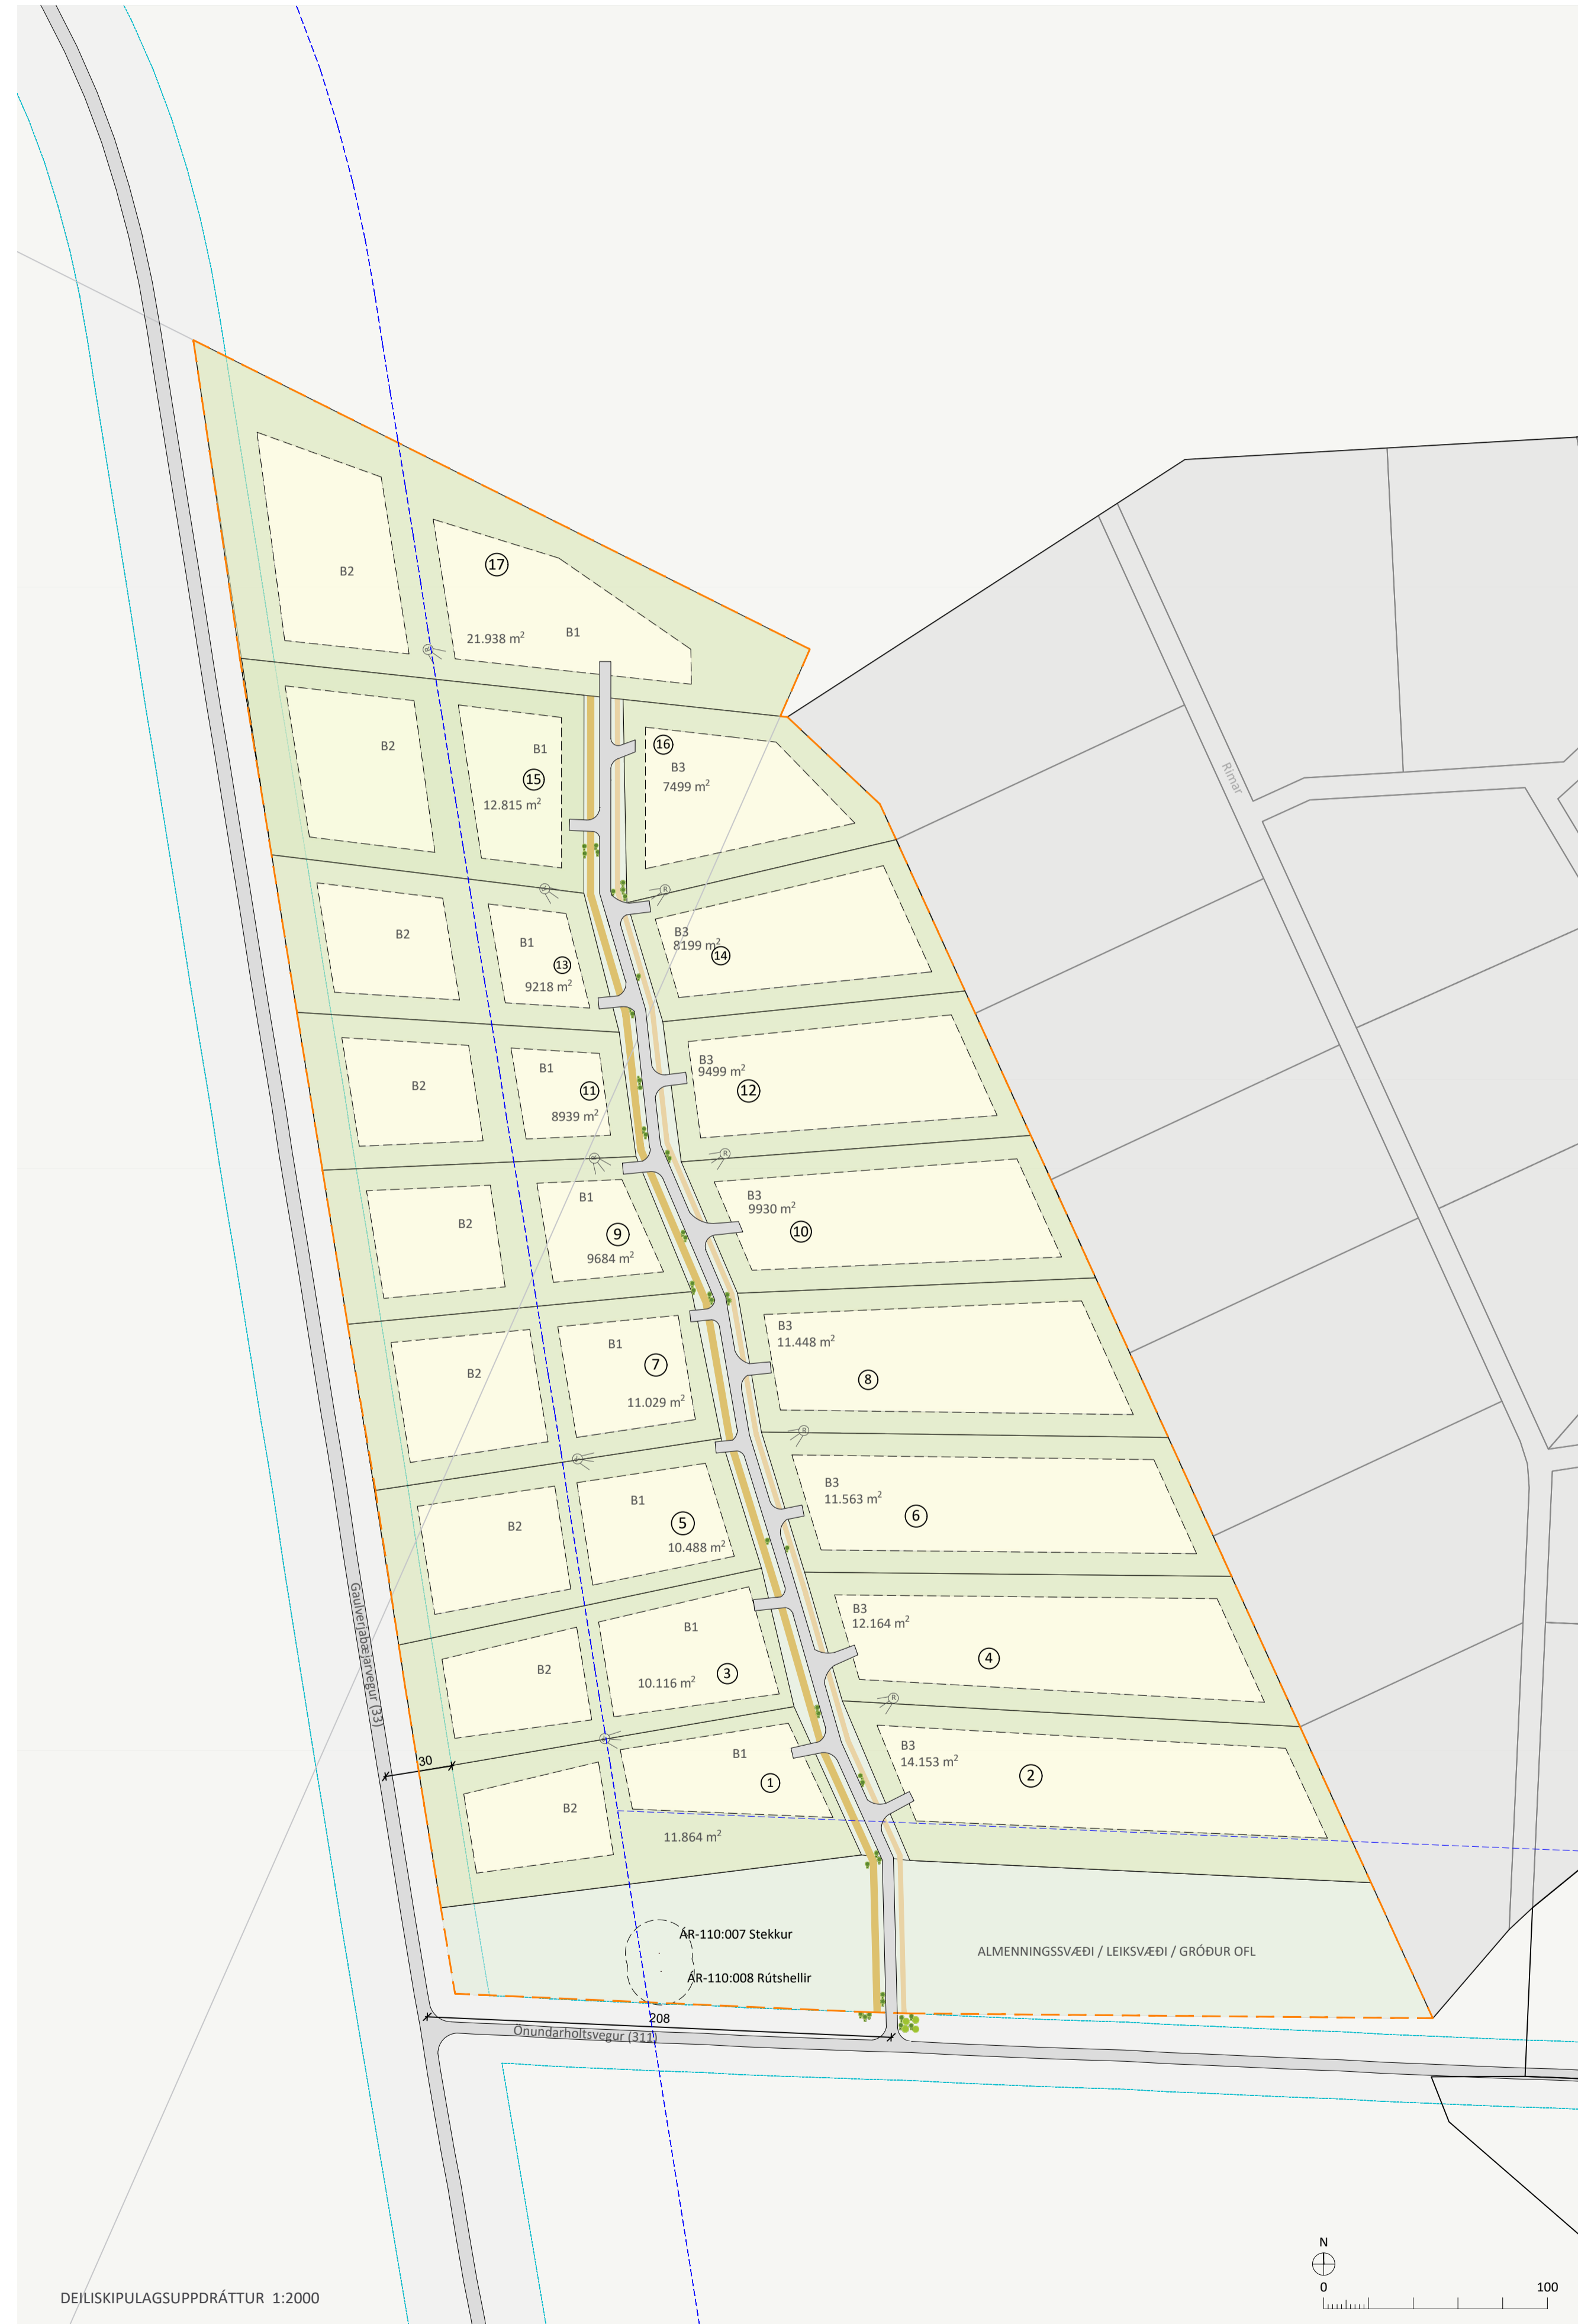 17
B2
B1
21.938 m²
Rimar
16
B2
B1
B3
15
7499 m²
12.815 m²
R
B3
B2
B1
8199 m²
14
13
9218 m²
B3
B1
9499 m²
B2
11
12
8939 m²
R
B3
B1
9930 m²
B2
9
10
9684 m²
B3
B1
11.448 m²
7
B2
8
11.029 m²
R
B3
B1
11.563 m²
6
5
B2
10.488 m²
Gaulverjabæjarvegur (33)
B3
12.164 m²
B1
4
B2
3
10.116 m²
R
B3
B1
14.153 m²
30
2
1
B2
11.864 m²
ÁR-110:007 Stekkur
ALMENNINGSSVÆÐI / LEIKSVÆÐI / GRÓÐUR OFL
ÁR-110:008 Rútshellir
208
Önundarholtsvegur (311)
N
0
100
DEILISKIPULAGSUPPDRÁTTUR 1:2000